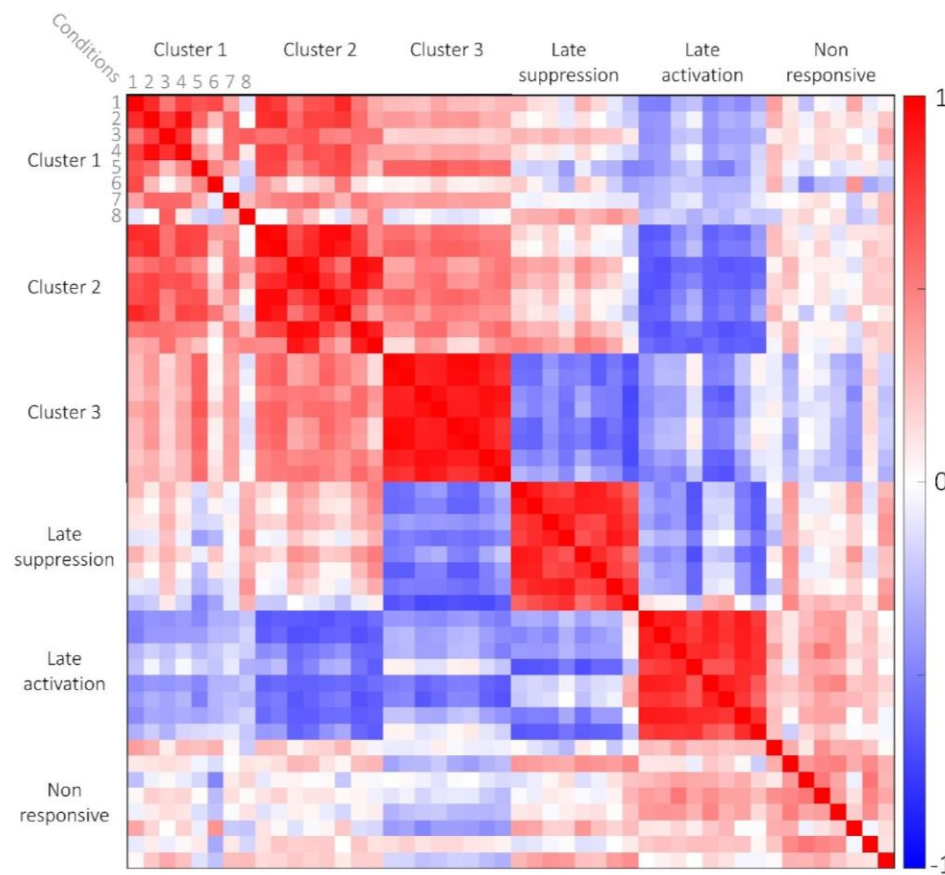 Conditions
Cluster 1
Cluster 2
Cluster 3
Late
suppression
Late
activation
Non
responsive
1 2 3 4 5 6 7 8
1
2
3
4
5
6
7
8
Cluster 1
Cluster 2
Cluster 3
Late
suppression
Late
activation
Non
responsive
1
0
-1